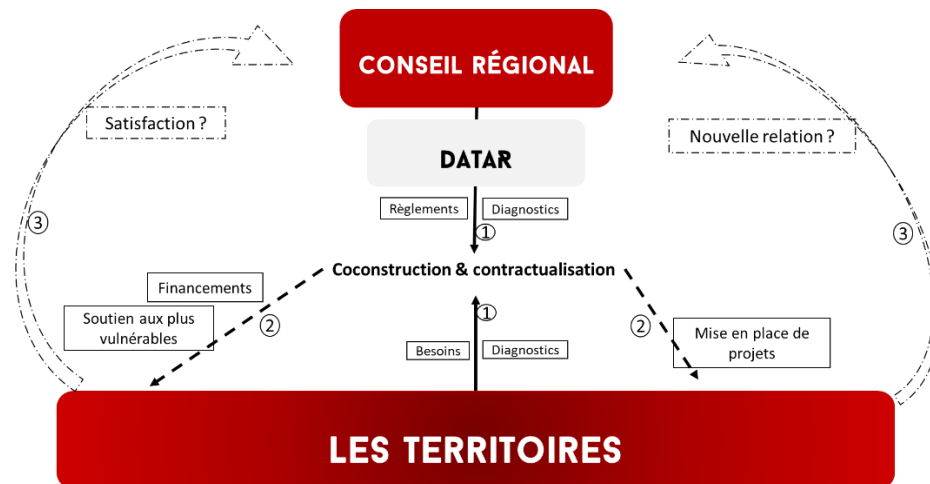 CONSEIL RÉGIONAL
Satisfaction ?
Nouvelle relation ?
DATAR
Règlements
Diagnostics
1
3
3
Coconstruction & contractualisation
Financements
Soutien aux plus
vulnérables
2
1
2
Mise en place de
projets
Besoins
Diagnostics
LES TERRITOIRES